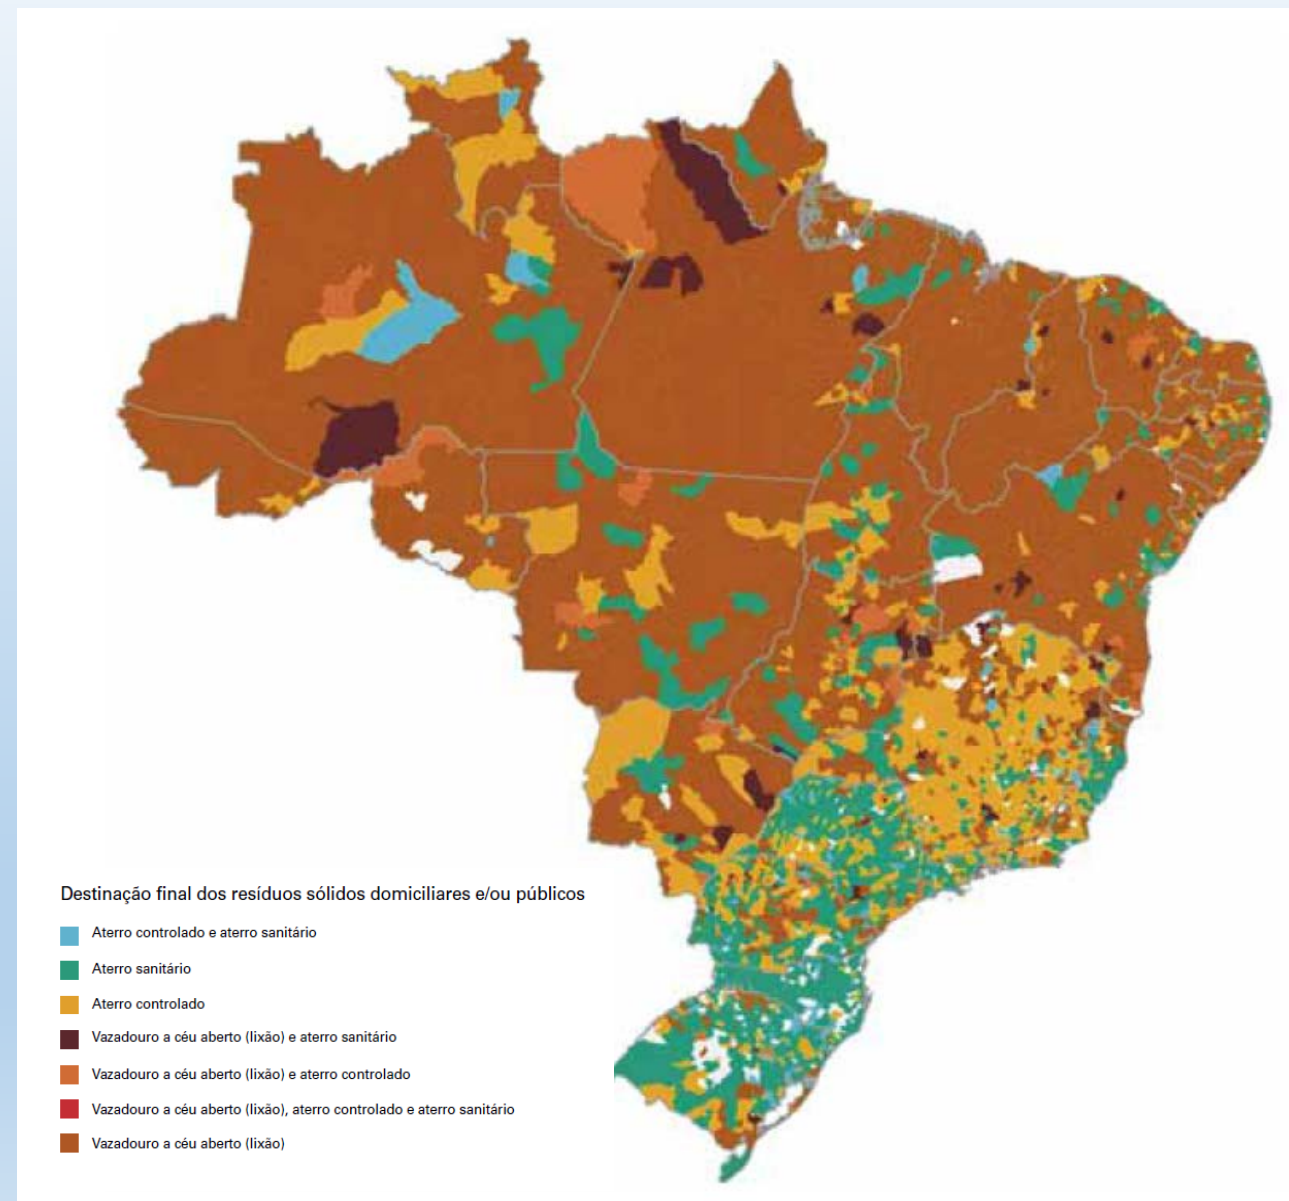 Destinação final dos resíduos sólidos domiciliares e/ou públicos
Aterro controlado e aterro sanitário
Aterro sanitário
Aterro controlado
Vazadouro a céu aberto (lixão) e aterro sanitário
Vazadouro a céu aberto (lixão) e aterro controlado
Vazadouro a céu aberto (lixão), aterro controlado e aterro sanitário
Vazadouro a céu aberto (lixão)